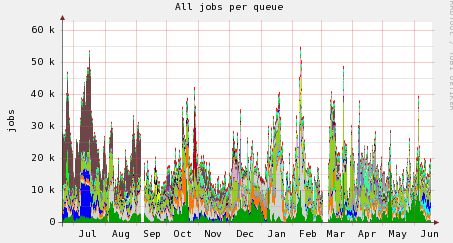 All jobs per queue
jobs
60 k
50 k
40 k
30 k
20 k
10 k
0
Jul Aug Sep Oct Nov Dec Jan Feb Mar Apr May Jun